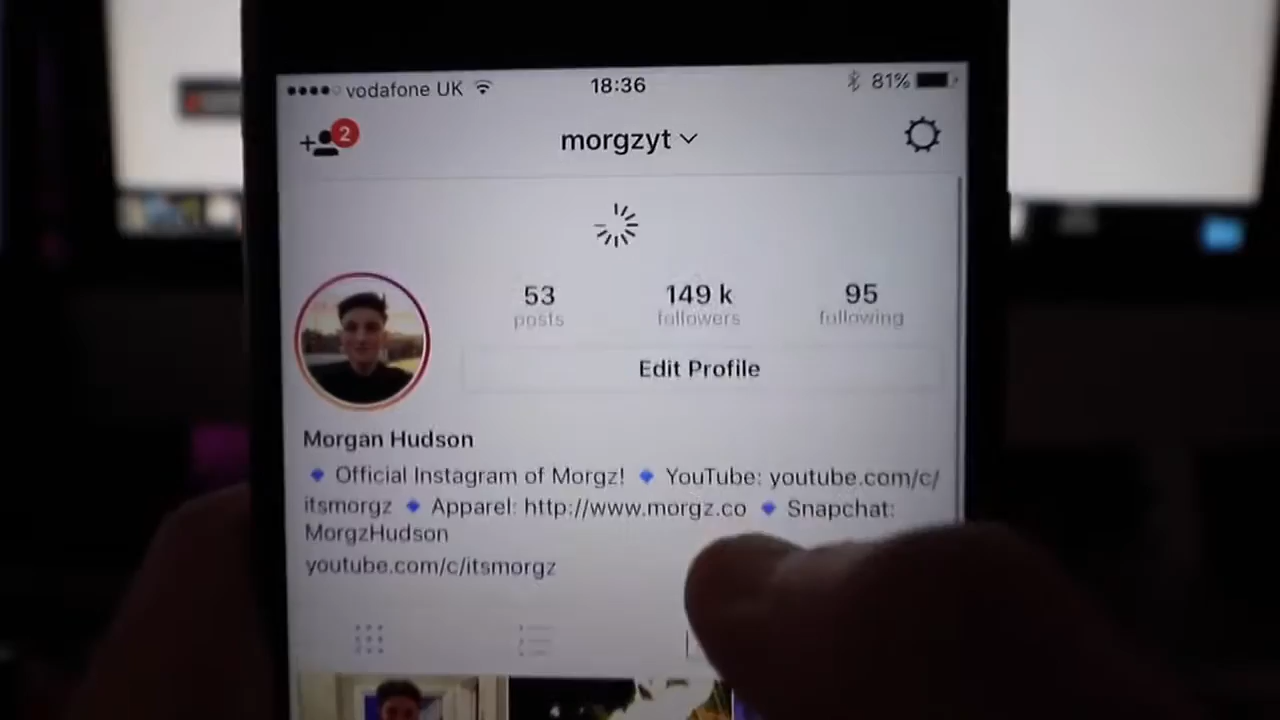 vodafone UK 18:36 81%
2 morgzyt
53 149 k 95
posts followers following
Edit Profile
Morgan Hudson
Official Instagram of Morgz! YouTube: youtube.com/c/
itsmorgz Apparel: http://www.morgz.co Snapchat:
MorgzHudson
youtube.com/c/itsmorgz